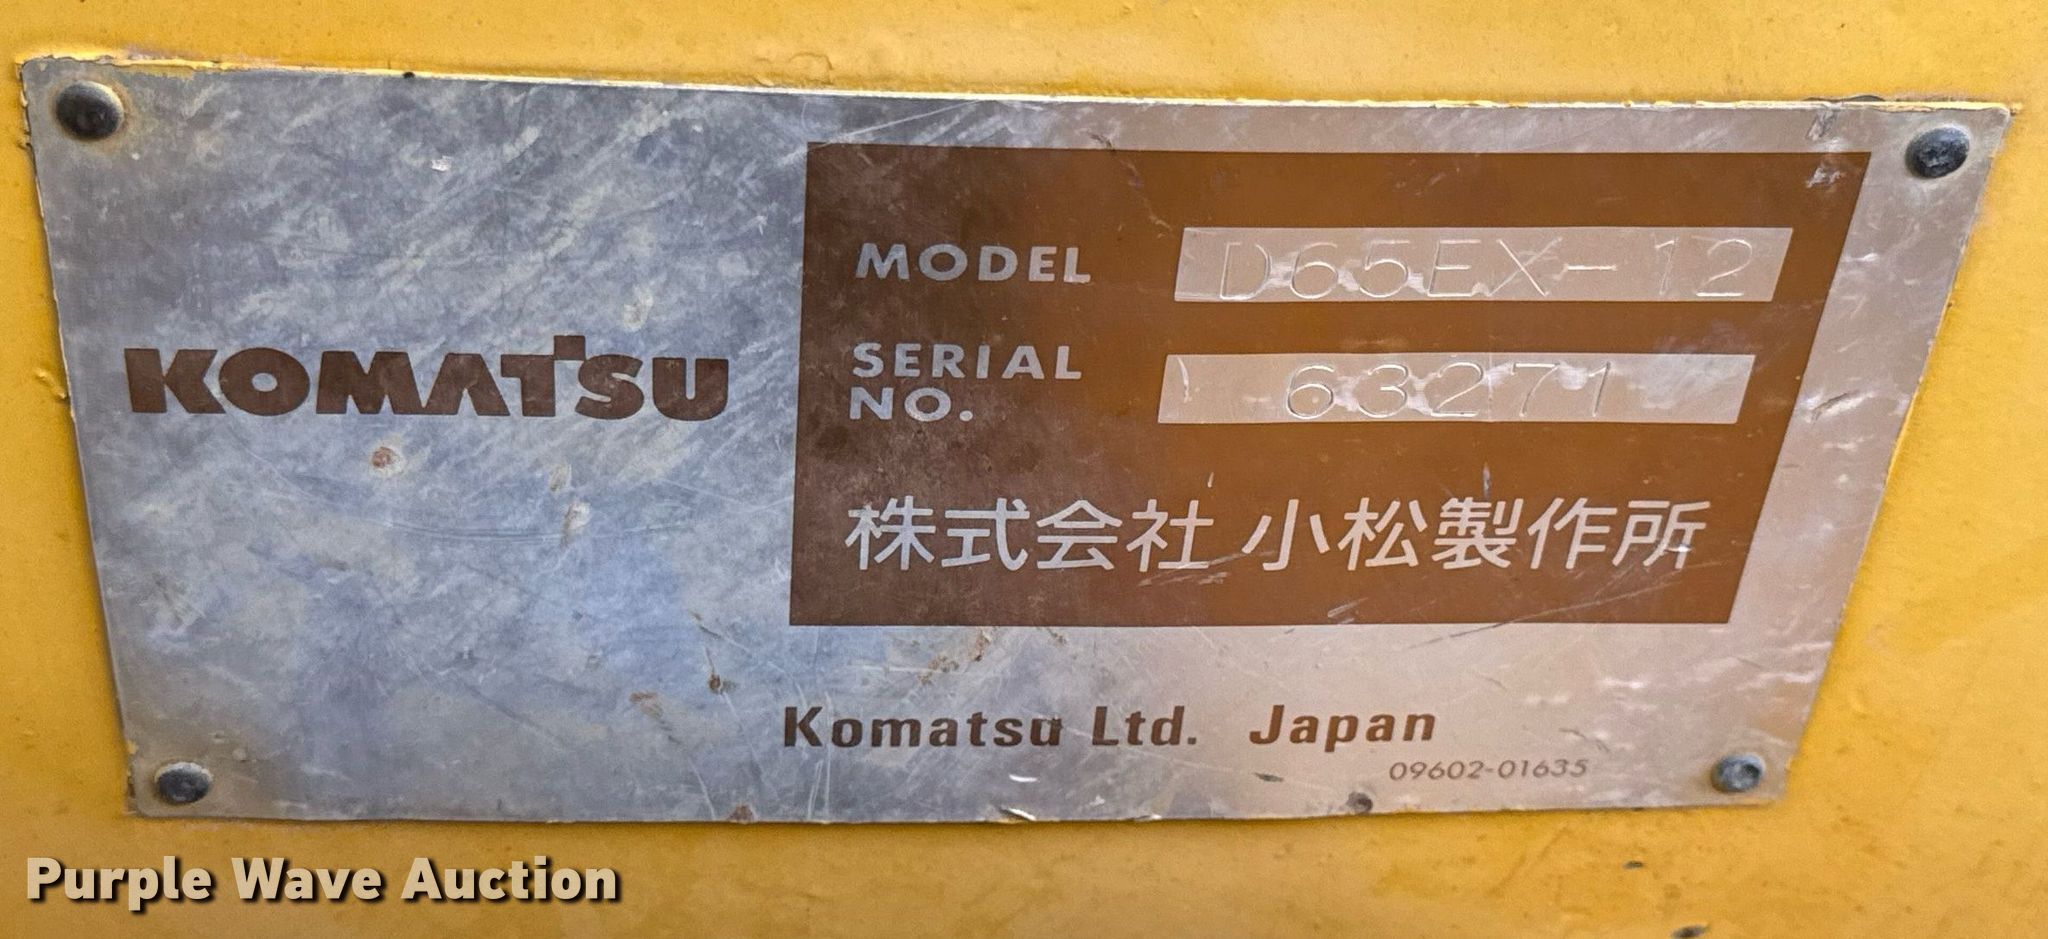 KOMATSU
MODEL D65EX-12
SERIAL NO. 63271
株式会社 小松製作所
Komatsu Ltd. Japan
09602-01635
Purple Wave Auction